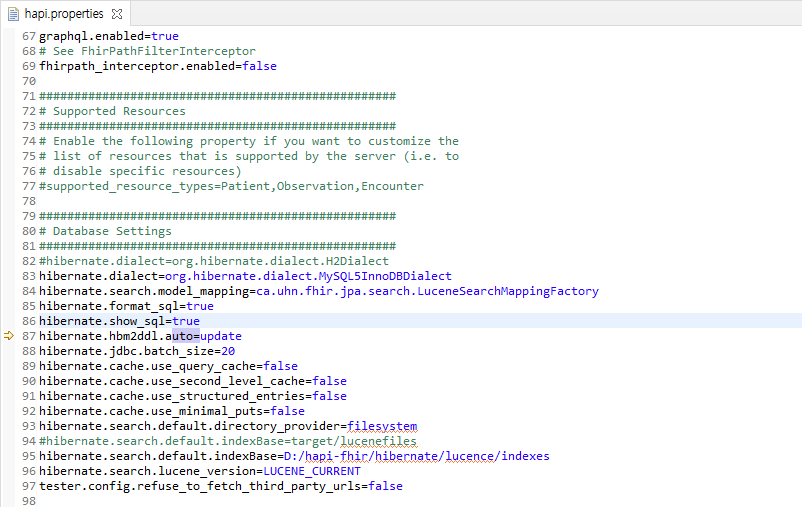 hapi.properties
67 graphql.enabled=true
68 # See FhirPathFilterInterceptor
69 fhirpath_interceptor.enabled=false
70
71 ###################################################
72 # Supported Resources
73 ###################################################
74 # Enable the following property if you want to customize the
75 # list of resources that is supported by the server (i.e. to
76 # disable specific resources)
77 #supported_resource_types=Patient,Observation,Encounter
78
79 ###################################################
80 # Database Settings
81 ###################################################
82 #hibernate.dialect=org.hibernate.dialect.H2Dialect
83 hibernate.dialect=org.hibernate.dialect.MySQL5InnoDBDialect
84 hibernate.search.model_mapping=ca.uhn.fhir.jpa.search.LuceneSearchMappingFactory
85 hibernate.format_sql=true
86 hibernate.show_sql=true
87 hibernate.hbm2ddl.auto=update
88 hibernate.jdbc.batch_size=20
89 hibernate.cache.use_query_cache=false
90 hibernate.cache.use_second_level_cache=false
91 hibernate.cache.use_structured_entries=false
92 hibernate.cache.use_minimal_puts=false
93 hibernate.search.default.directory_provider=filesystem
94 #hibernate.search.default.indexBase=target/lucenefiles
95 hibernate.search.default.indexBase=D:/hapi-fhir/hibernate/lucence/indexes
96 hibernate.search.lucene_version=LUCENE_CURRENT
97 tester.config.refuse_to_fetch_third_party_urls=false
98